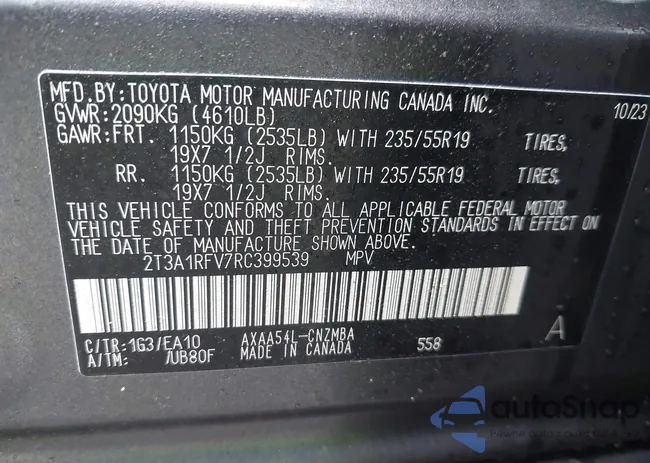 MFD.BY:TOYOTA MOTOR MANUFACTURING CANADA INC. 10/23
GVWR:2090KG (4610LB)
GAWR:FRT. 1150KG (2535LB) WITH 235/55R19 TIRES,
19X7 1/2J RIMS.
RR. 1150KG (2535LB) WITH 235/55R19 TIRES,
19X7 1/2J RIMS.
THIS VEHICLE CONFORMS TO ALL APPLICABLE FEDERAL MOTOR
VEHICLE SAFETY AND THEFT PREVENTION STANDARDS IN EFFECT ON
THE DATE OF MANUFACTURE SHOWN ABOVE.
2T3A1RFV7RC399539 MPV
C/TR:1G3/EA10 AXAA54L-CNZMBA 558 A
A/TM: /UB80F MADE IN CANADA
autoSnap